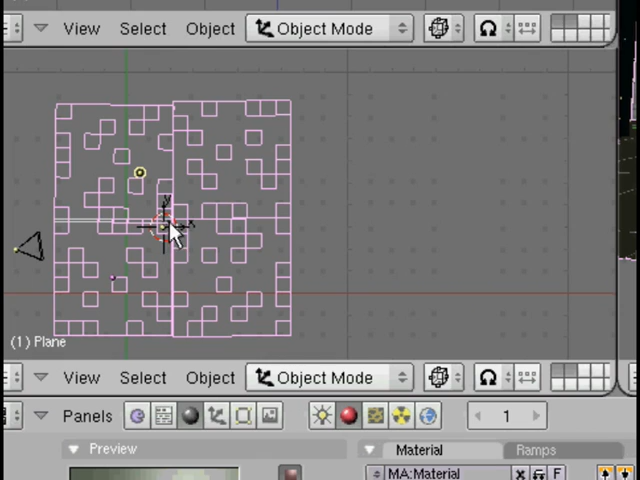 View Select Object Object Mode
y
x
(1) Plane
View Select Object Object Mode
Panels 1
Preview Material Ramps
MA:Material X F